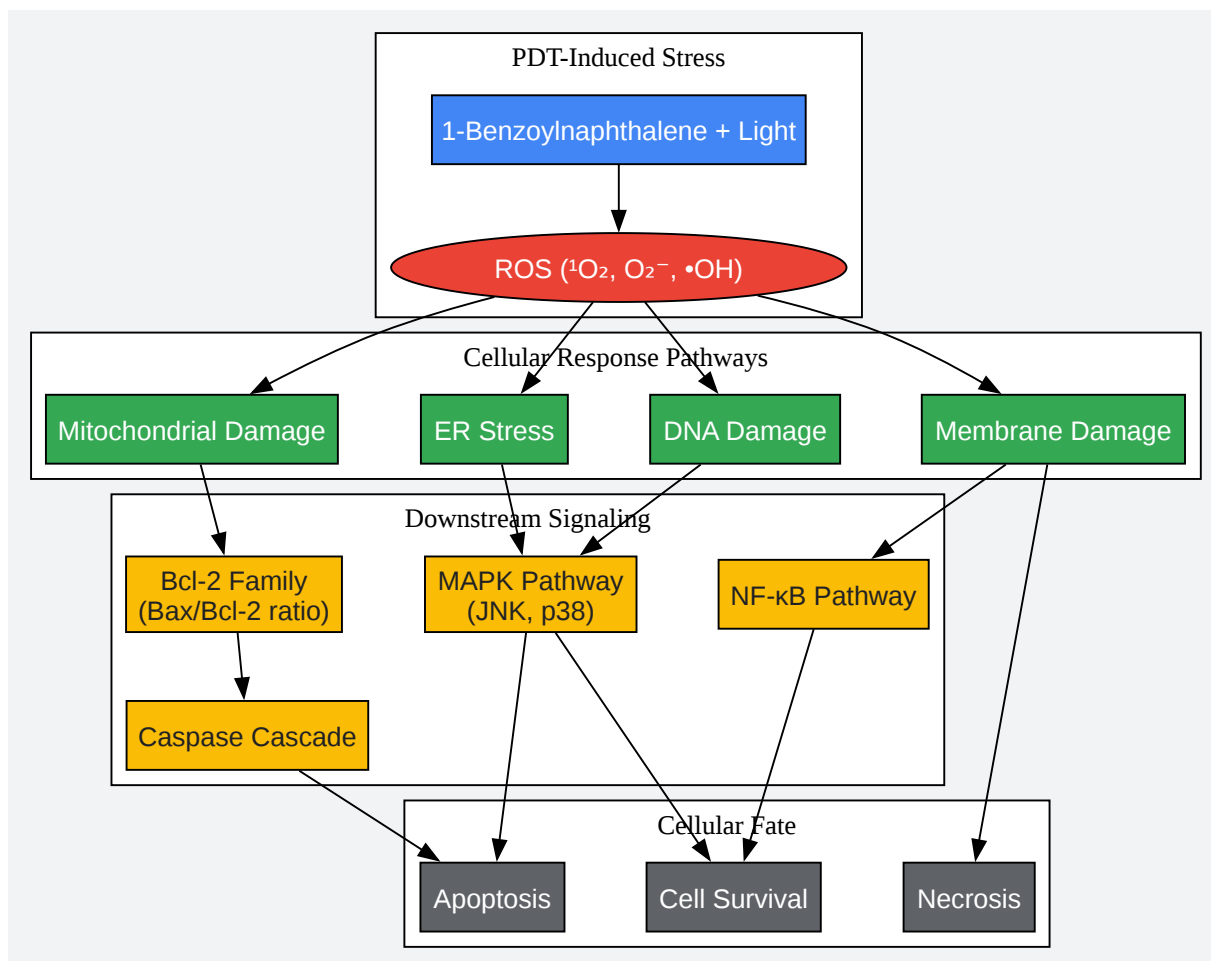 PDT-Induced Stress
1-Benzoylnaphthalene + Light
ROS (¹O₂, O₂⁻, •OH)
Cellular Response Pathways
Mitochondrial Damage
ER Stress
DNA Damage
Membrane Damage
Downstream Signaling
Bcl-2 Family
(Bax/Bcl-2 ratio)
MAPK Pathway
(JNK, p38)
NF-κB Pathway
Caspase Cascade
Cellular Fate
Apoptosis
Cell Survival
Necrosis